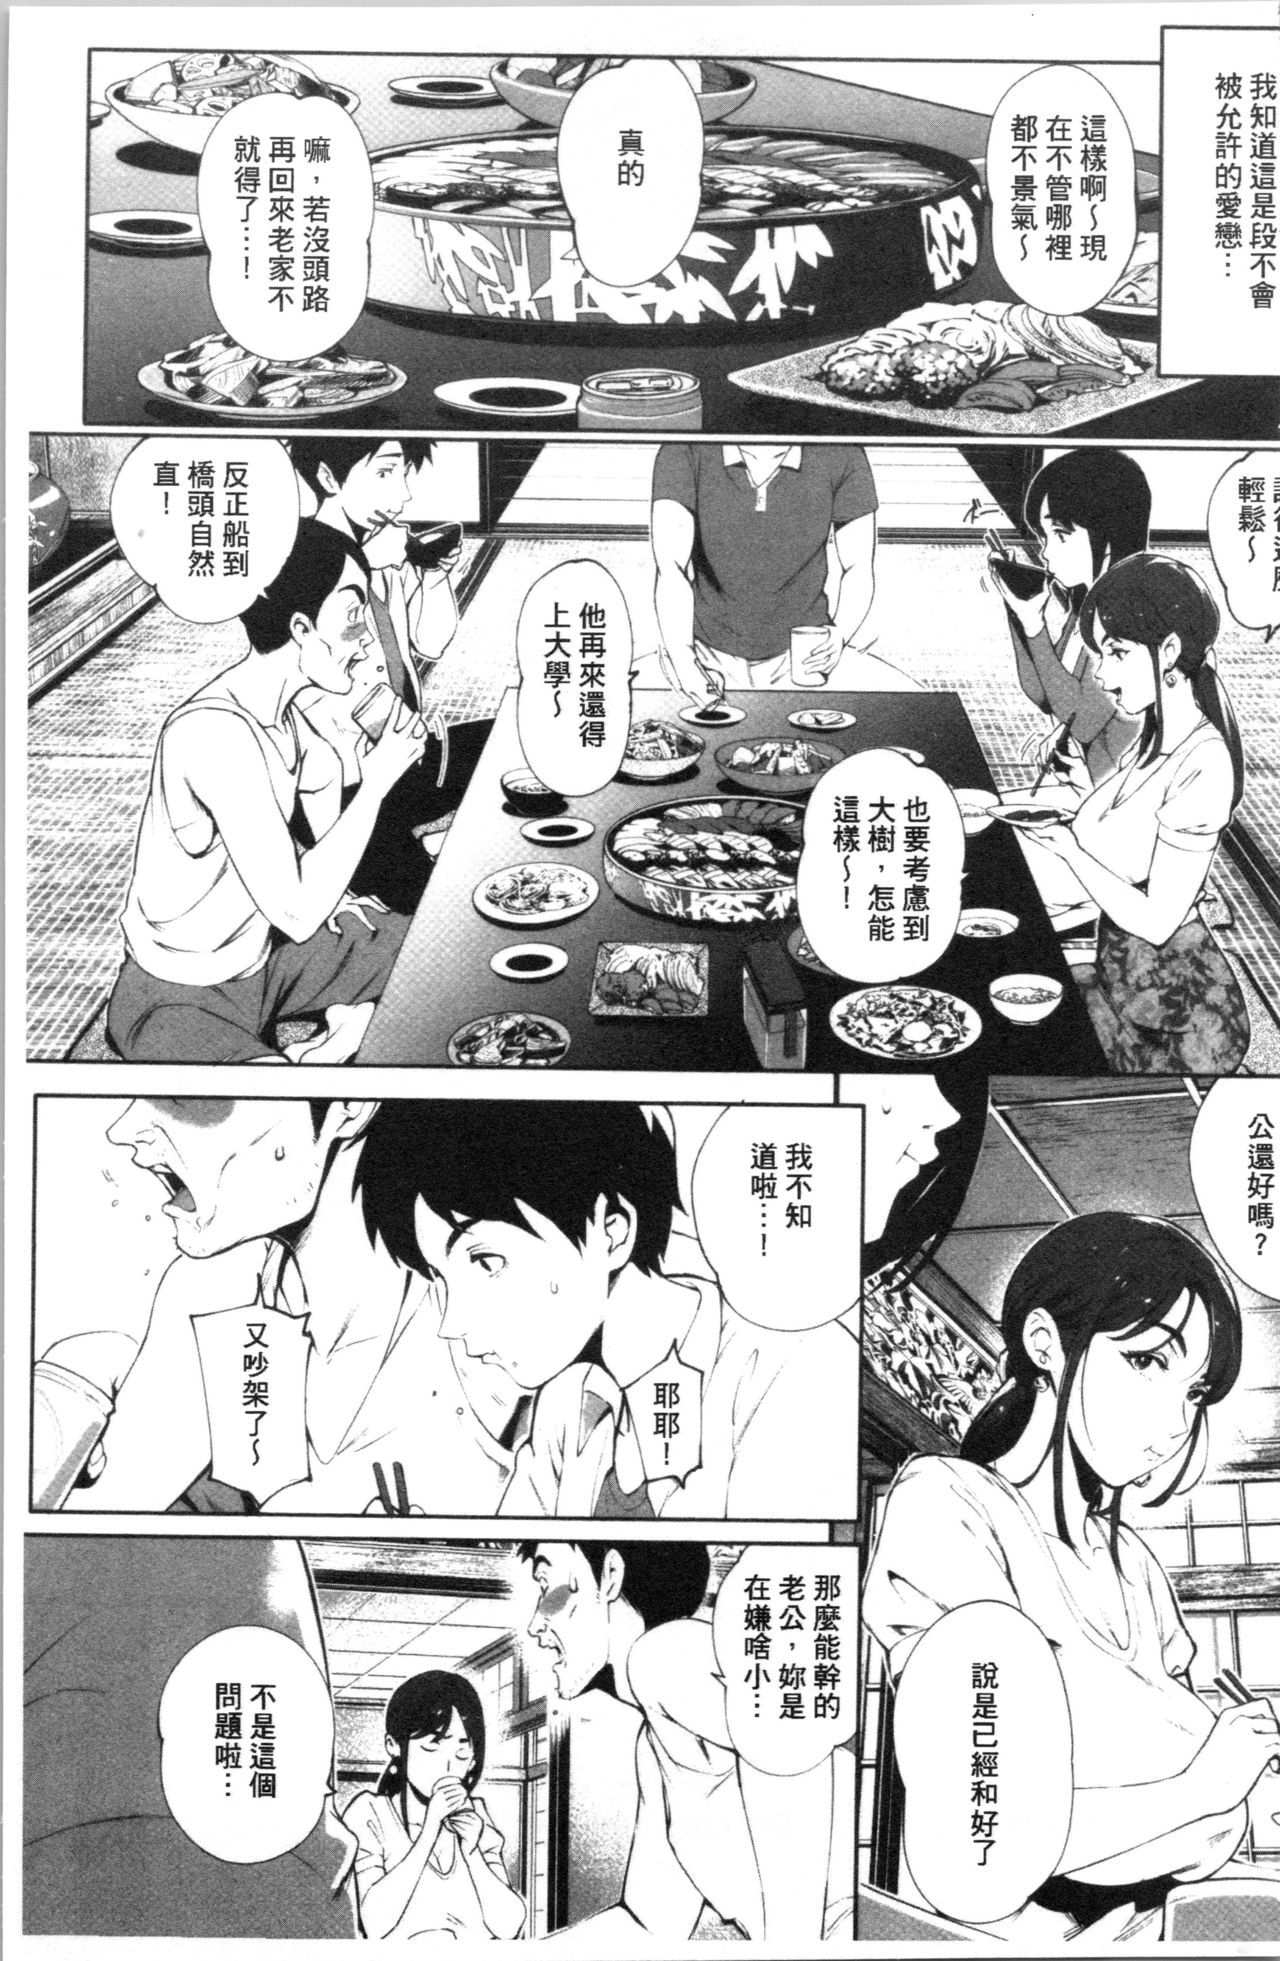 我知道這是段不會
被允許的愛戀⋯
這樣啊～現
在不管哪裡
都不景氣～
真的
嘛，若沒頭路
再回來老家不
就得了⋯！
輕鬆～
也要考慮到
大樹，怎能
這樣～！
他再來還得
上大學～
反正船到
橋頭自然
直！
公還好嗎？
說是已經和好了
我不知
道啦⋯！
耶耶！
又吵架了～
那麼能幹的
老公，妳是
在嫌啥小⋯
不是這個
問題啦⋯